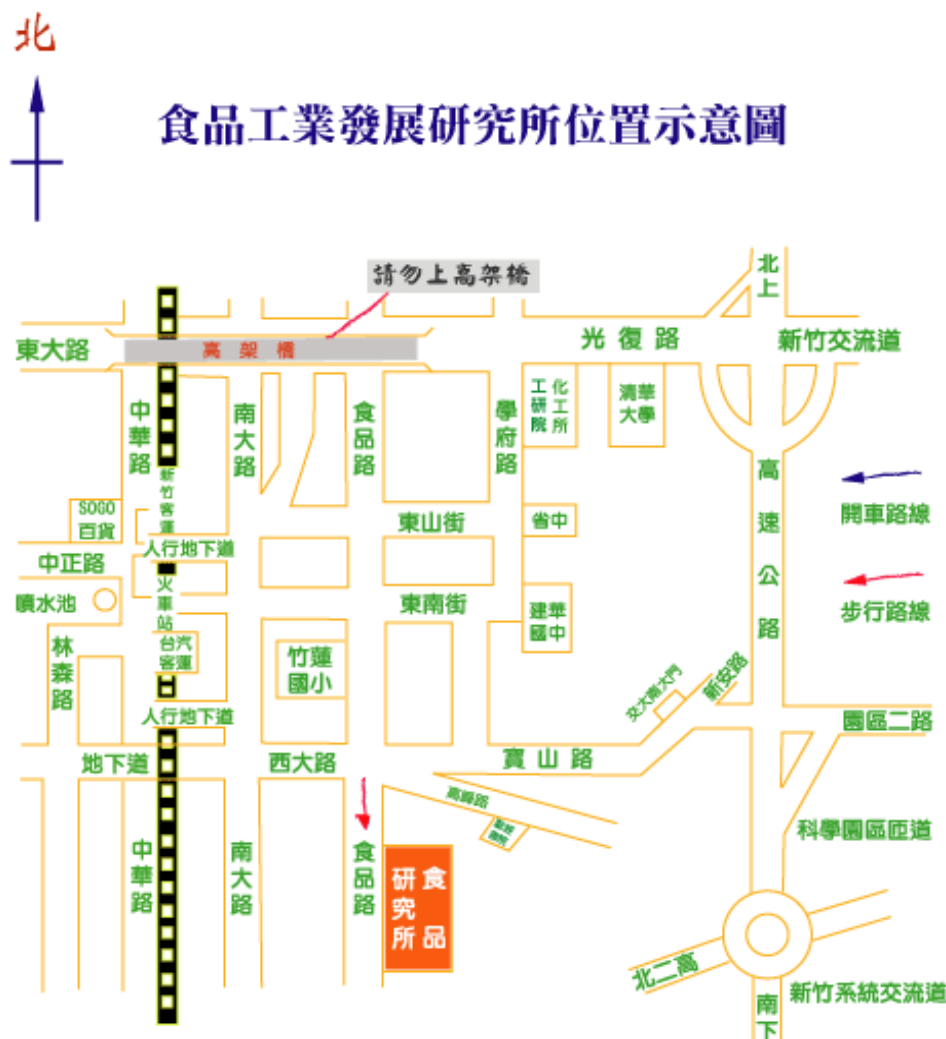 北
食品工業發展研究所位置示意圖
請勿上高架橋
北上
東大路
高架橋
光復路
新竹交流道
中華路
南大路
食品路
學府路
工研院
化工所
清華大學
高速公路
新竹客運
SOGO
百貨
東山街
省中
開車路線
人行地下道
中正路
火車站
噴水池
東南街
建華國中
步行路線
林森路
台汽客運
竹蓮國小
交大南大門
新安路
人行地下道
園區二路
地下道
西大路
寶山路
高峰路
科學園區匝道
中華路
南大路
食品路
食品研究所
北二高
新竹系統交流道
南下